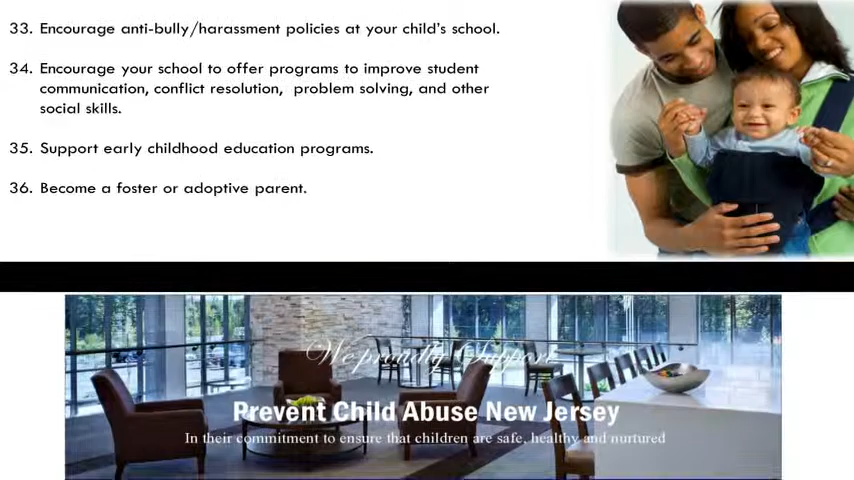 33. Encourage anti-bully/harassment policies at your child's school.
34. Encourage your school to offer programs to improve student
communication, conflict resolution, problem solving, and other
social skills.
35. Support early childhood education programs.
36. Become a foster or adoptive parent.
We proudly Support
Prevent Child Abuse New Jersey
In their commitment to ensure that children are safe, healthy and nurtured